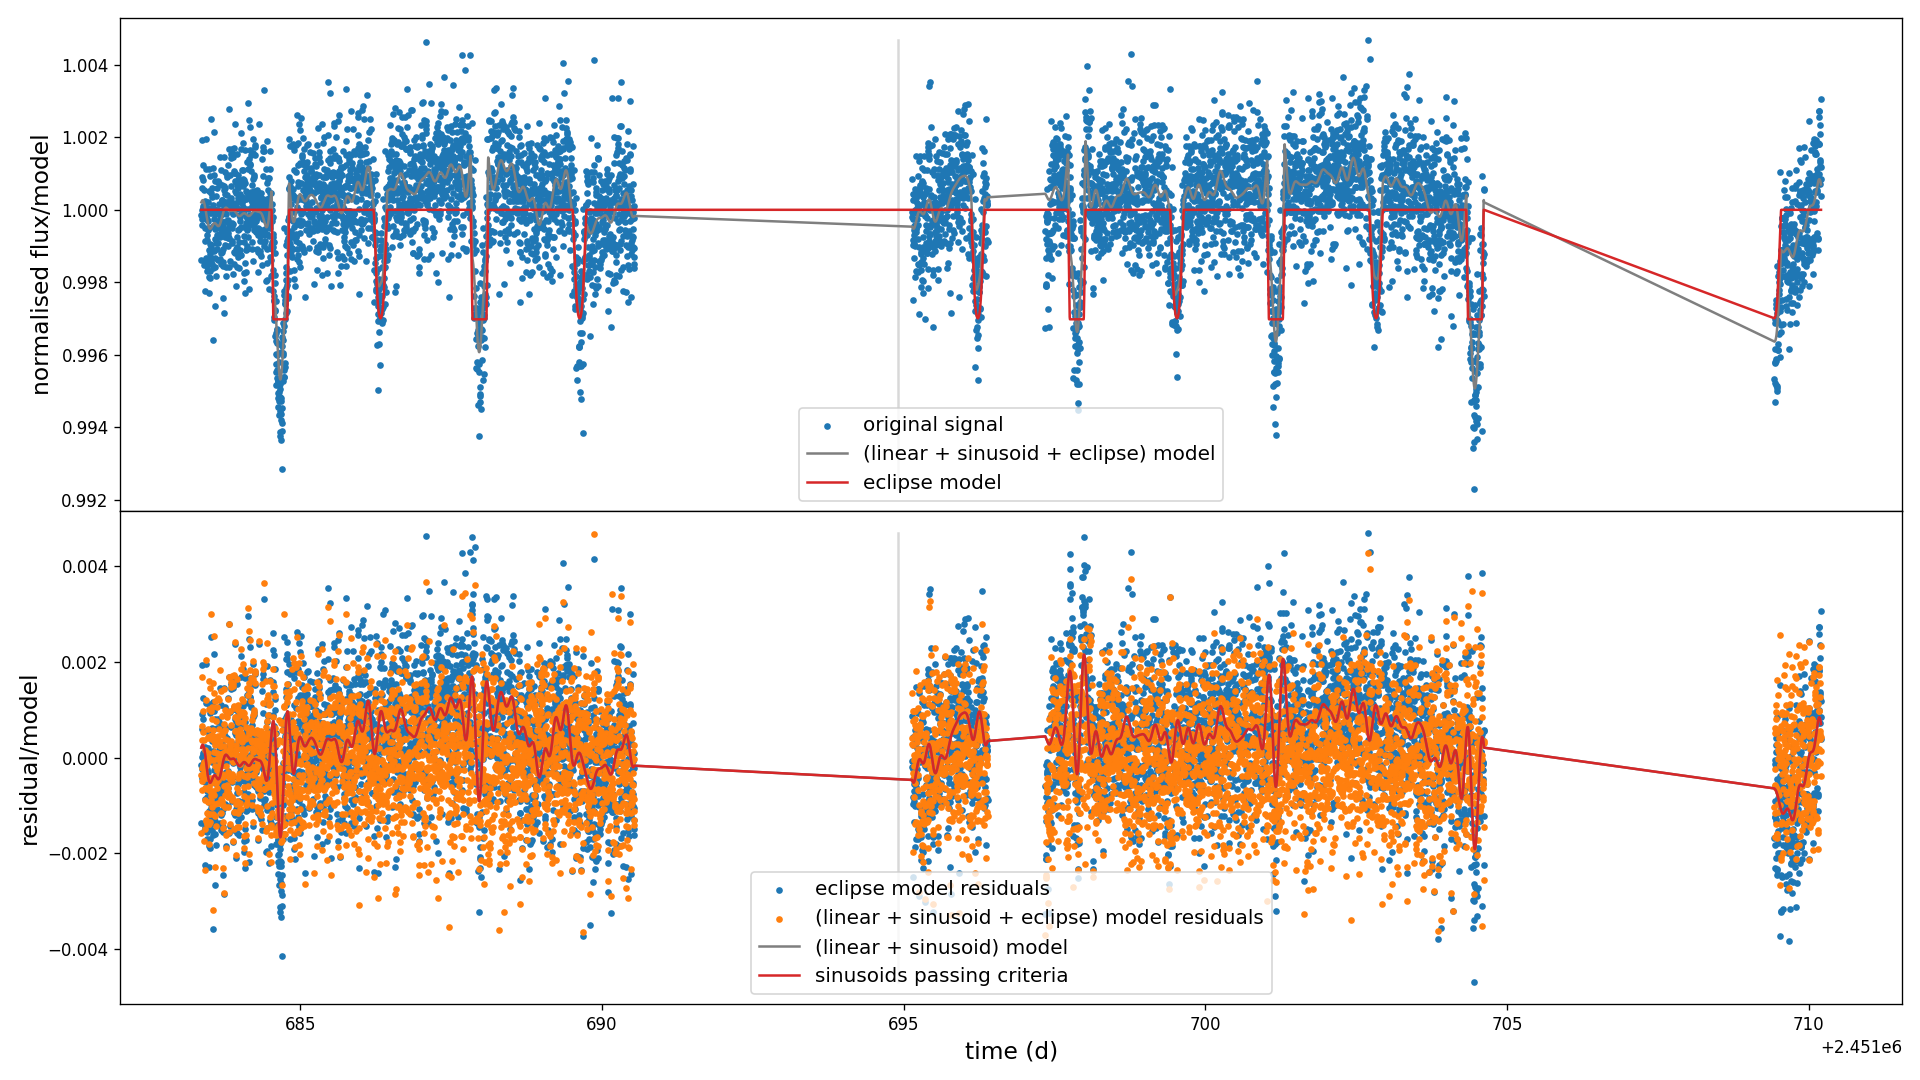 1.004
1.002
1.000
0.998
0.996
0.994
0.992
normalised flux/model
original signal
(linear + sinusoid + eclipse) model
eclipse model
0.004
0.002
0.000
−0.002
−0.004
residual/model
eclipse model residuals
(linear + sinusoid + eclipse) model residuals
(linear + sinusoid) model
sinusoids passing criteria
685
690
695
700
705
710
time (d)
+2.451e6